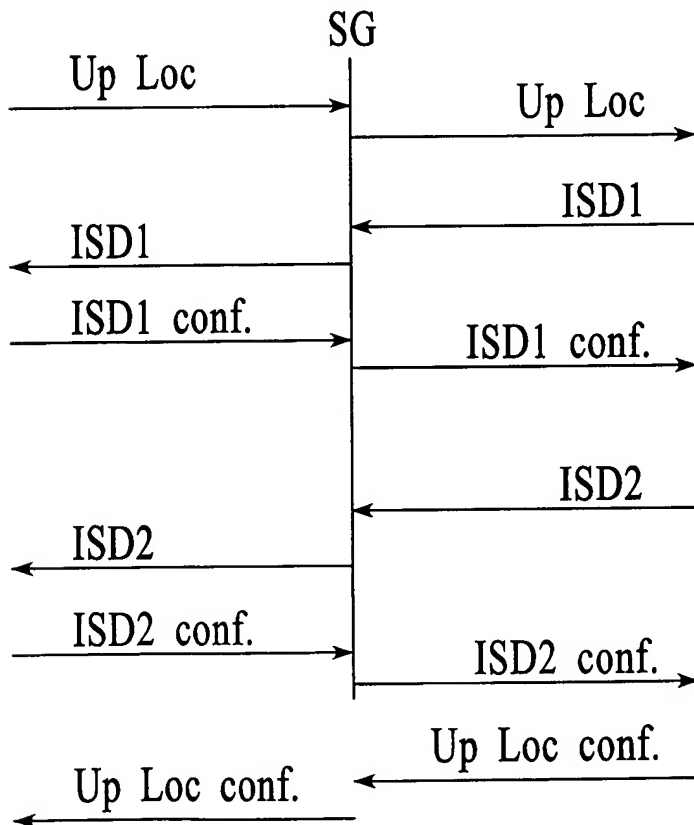 SG
Up Loc
Up Loc
ISD1
ISD1
ISD1 conf.
ISD1 conf.
ISD2
ISD2
ISD2 conf.
ISD2 conf.
Up Loc conf.
Up Loc conf.